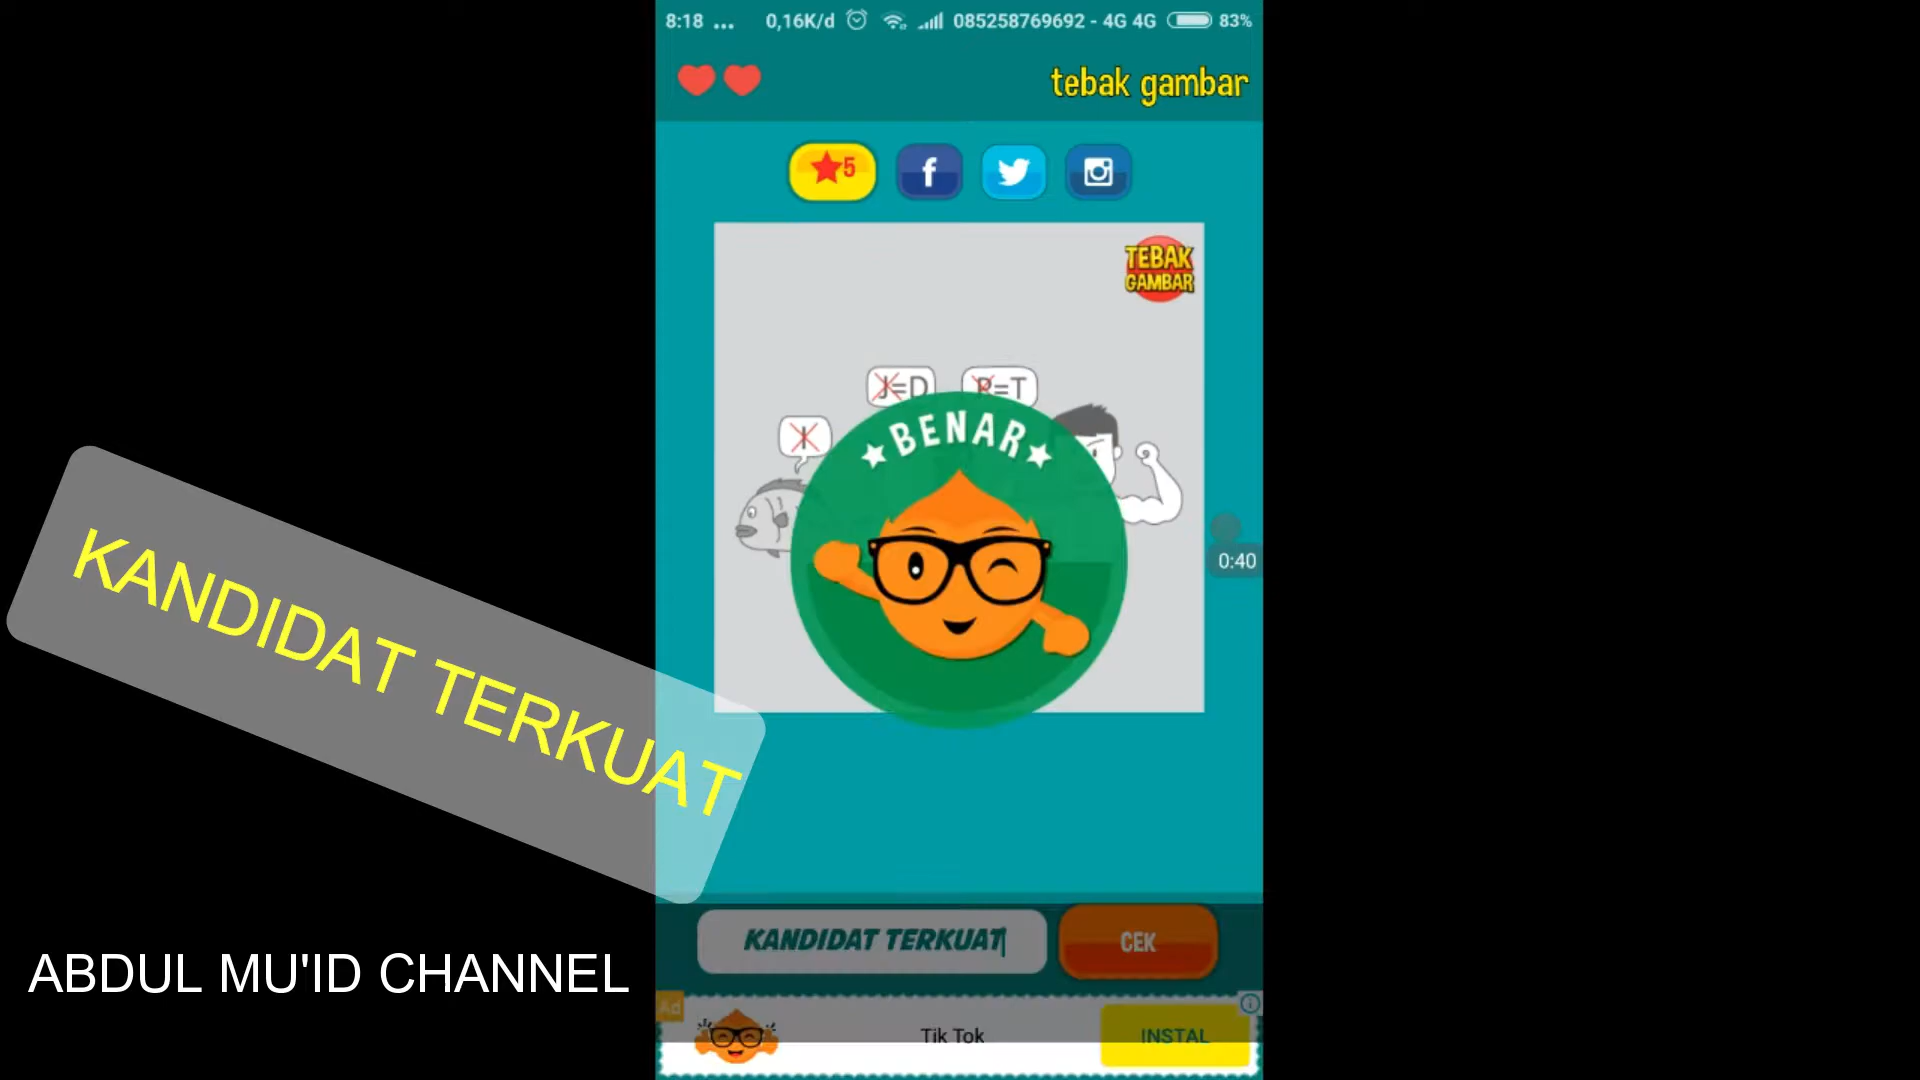 8:18 ... 0,16K/d 085258769692 - 4G 4G 83%
tebak gambar
5
TEBAK
GAMBAR
J=D R=T
I
BENAR
0:40
KANDIDAT TERKUAT
KANDIDAT TERKUAT CEK
ABDUL MU'ID CHANNEL
Ad
Tik Tok INSTAL